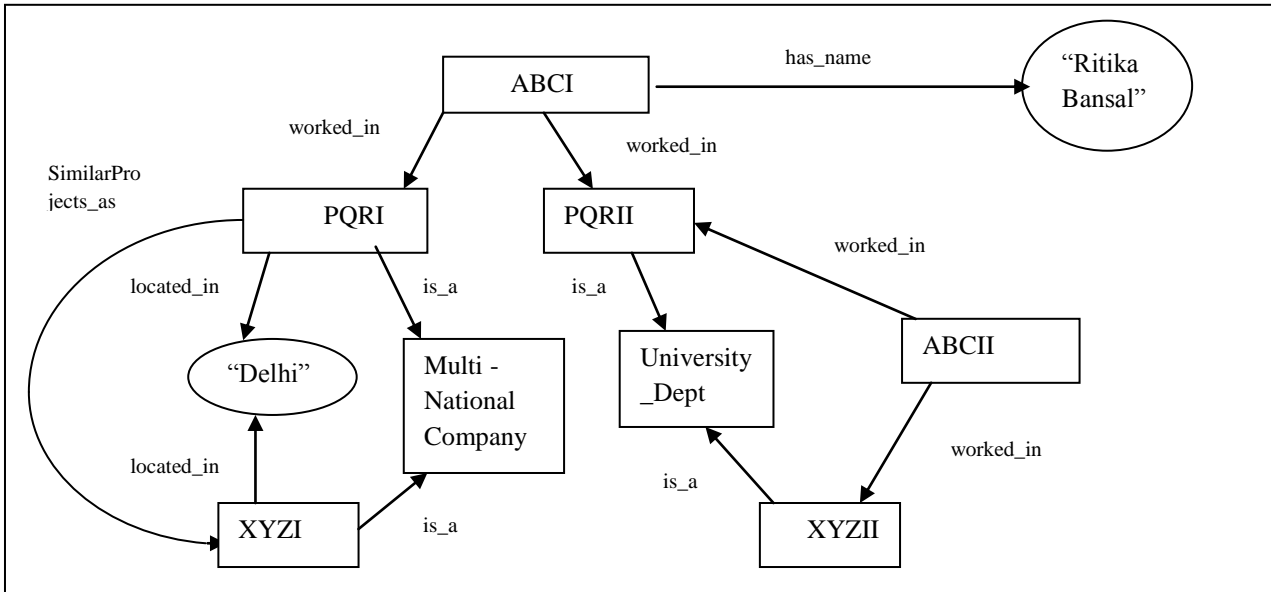 has_name
“Ritika
Bansal”
ABCI
worked_in
worked_in
SimilarPro
jects_as
PQRI
PQRII
worked_in
located_in
is_a
is_a
ABCII
“Delhi”
Multi -
National
Company
University
_Dept
located_in
worked_in
is_a
is_a
XYZI
XYZII